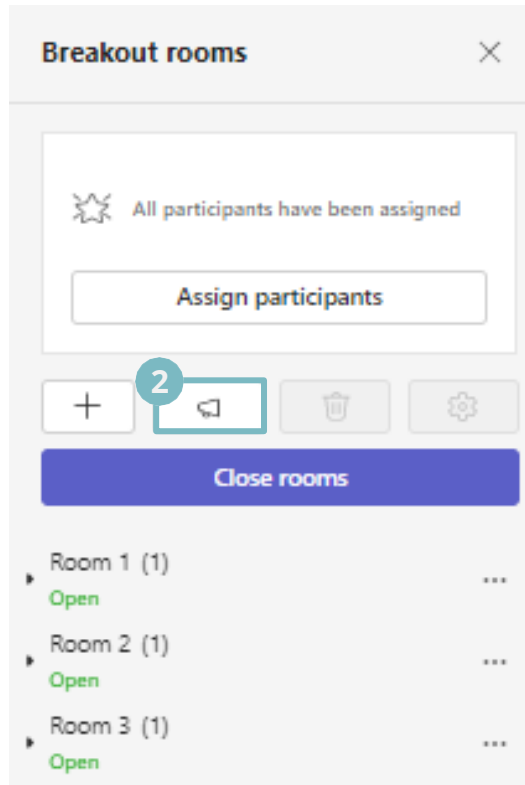 Breakout rooms
All participants have been assigned
Assign participants
2
Close rooms
Room 1 (1)
Open
Room 2 (1)
Open
Room 3 (1)
Open